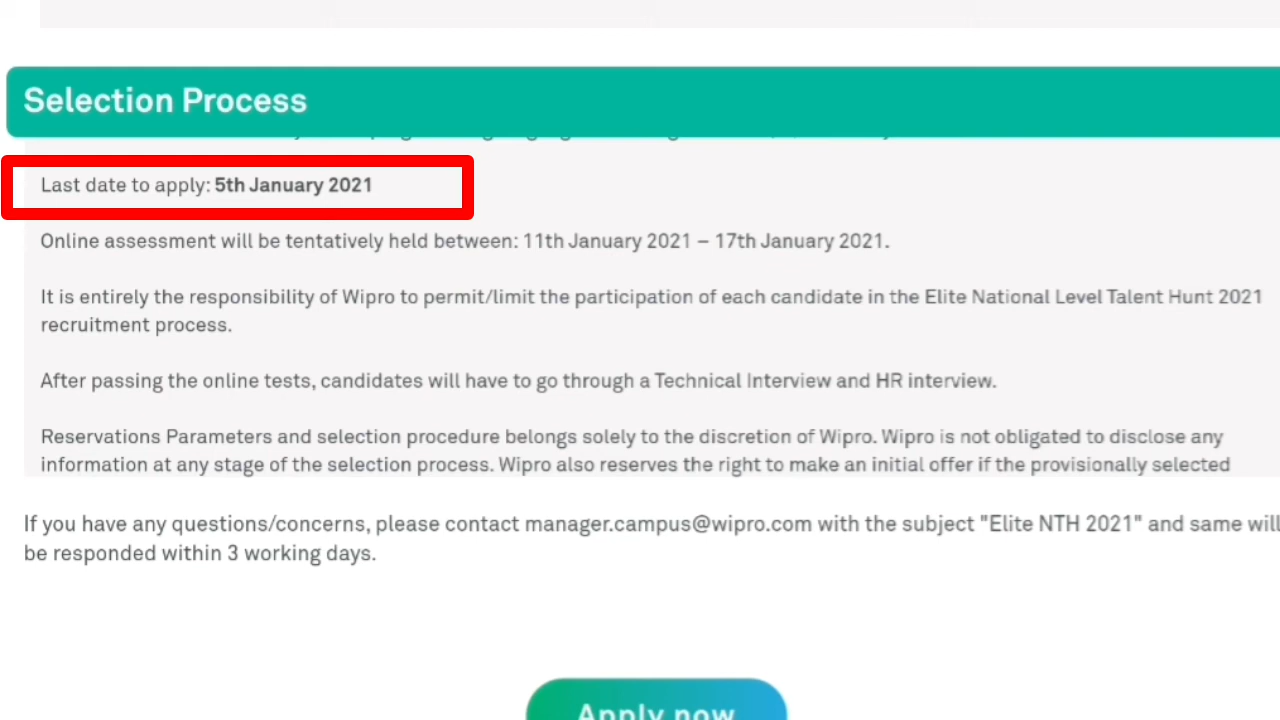 Selection Process
Last date to apply: 5th January 2021
Online assessment will be tentatively held between: 11th January 2021 – 17th January 2021.
It is entirely the responsibility of Wipro to permit/limit the participation of each candidate in the Elite National Level Talent Hunt 2021
recruitment process.
After passing the online tests, candidates will have to go through a Technical Interview and HR interview.
Reservations Parameters and selection procedure belongs solely to the discretion of Wipro. Wipro is not obligated to disclose any
information at any stage of the selection process. Wipro also reserves the right to make an initial offer if the provisionally selected
If you have any questions/concerns, please contact manager.campus@wipro.com with the subject "Elite NTH 2021" and same will
be responded within 3 working days.
Apply now